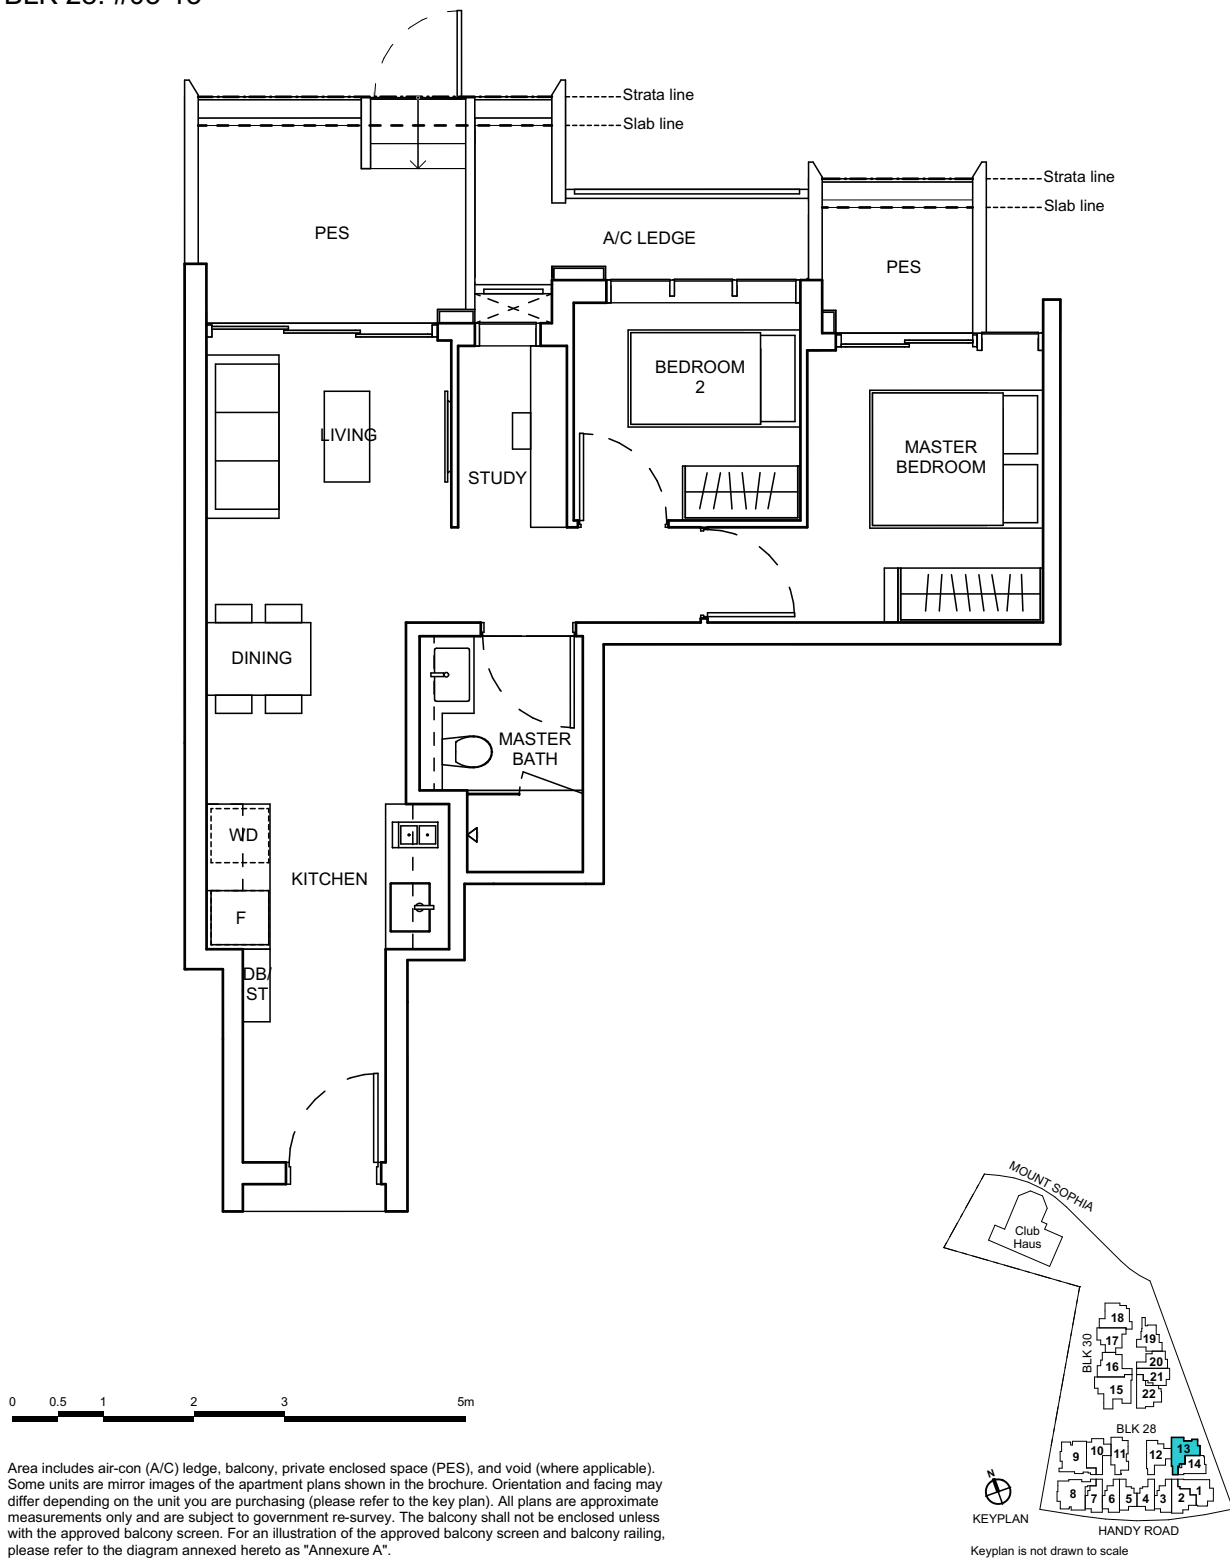 Strata line
Slab line
Strata line
Slab line
PES
A/C LEDGE
PES
BEDROOM
2
LIVING
MASTER
BEDROOM
STUDY
DINING
MASTER
BATH
WD
KITCHEN
F
DB/
ST
MOUNT SOPHIA
Club
Haus
BLK 30
18
17
19
16
20
21
15
22
BLK 28
9
10
11
12
13
14
8
7
6
5
4
3
2
1
N
KEYPLAN
HANDY ROAD
Keyplan is not drawn to scale
0 0.5 1 2 3 5m
Area includes air-con (A/C) ledge, balcony, private enclosed space (PES), and void (where applicable).
Some units are mirror images of the apartment plans shown in the brochure. Orientation and facing may
differ depending on the unit you are purchasing (please refer to the key plan). All plans are approximate
measurements only and are subject to government re-survey. The balcony shall not be enclosed unless
with the approved balcony screen. For an illustration of the approved balcony screen and balcony railing,
please refer to the diagram annexed hereto as "Annexure A".